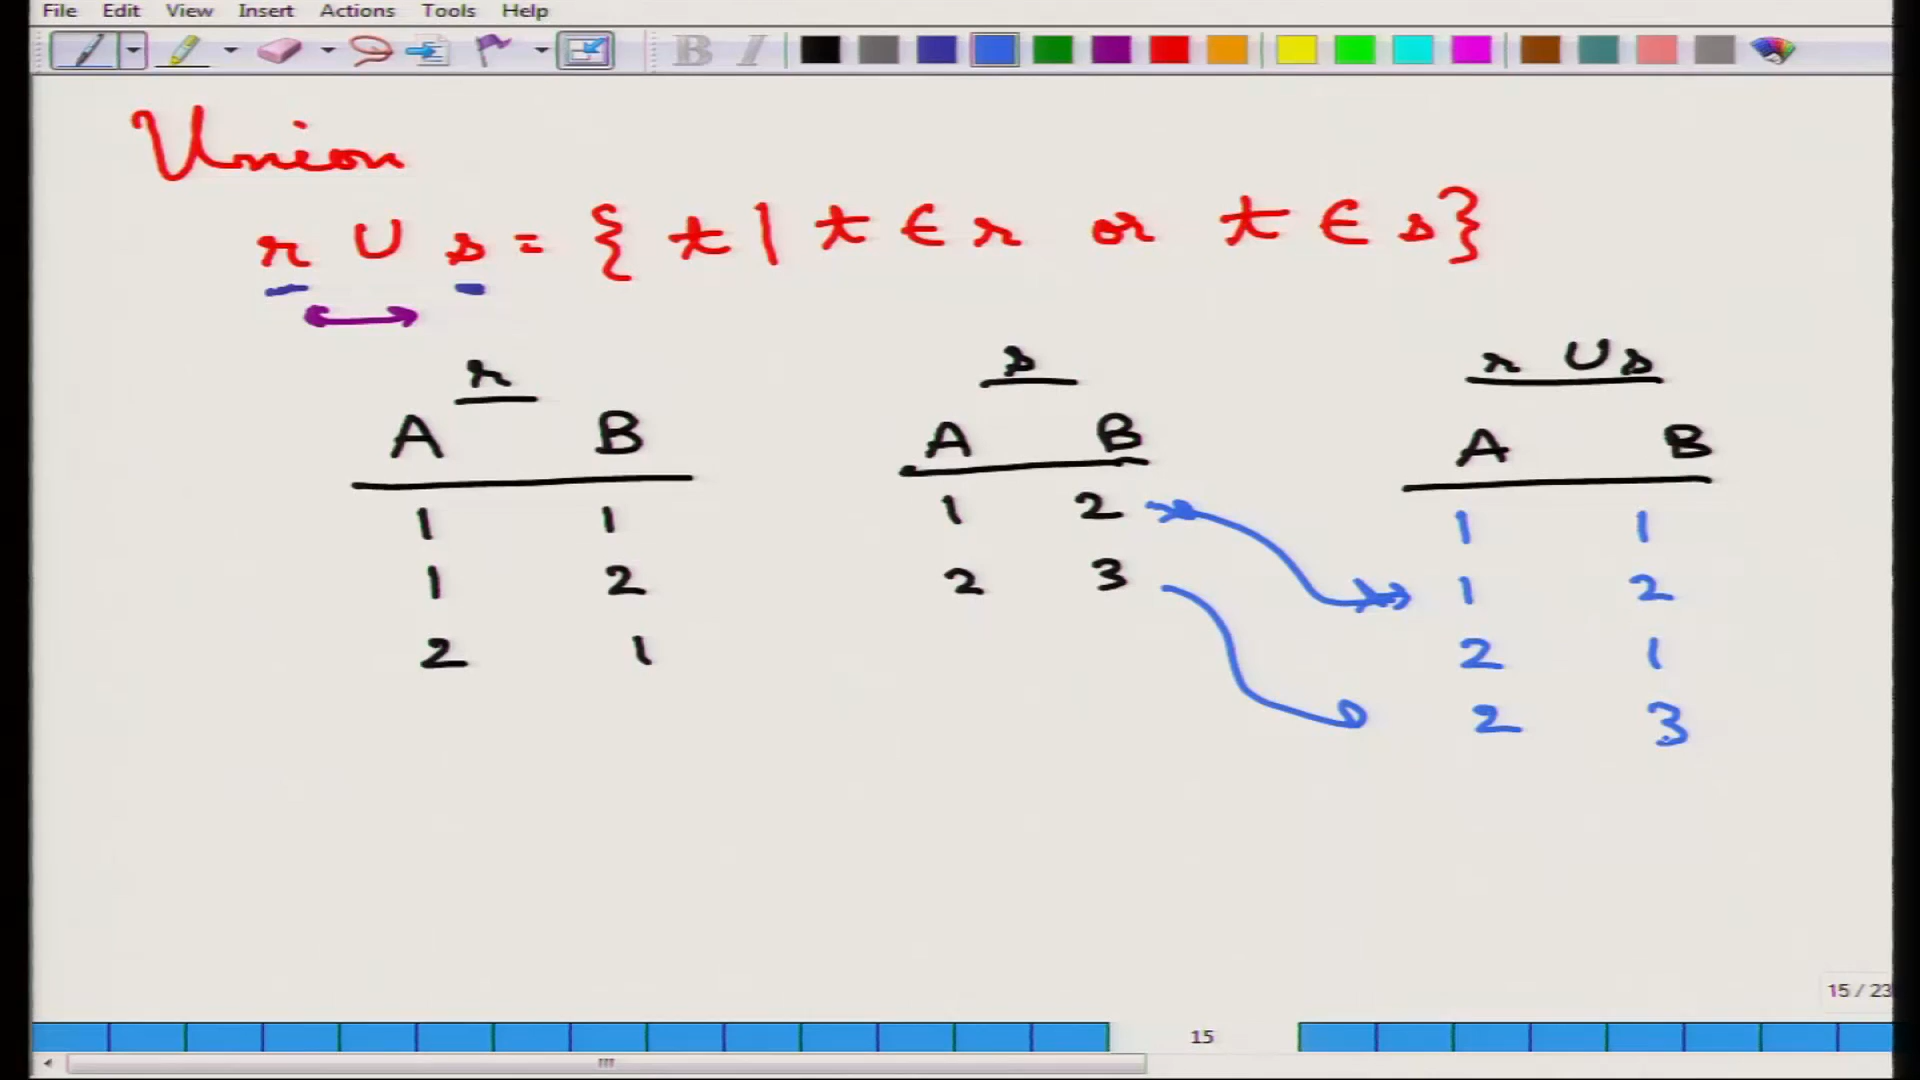 File Edit View Insert Actions Tools Help
B I
Union
r ∪ s = { t | t ∈ r or t ∈ s }
r s r ∪ s
A B A B A B
1 1 1 2 1 1
1 2 2 3 1 2
2 1 2 1
2 3
15 / 23
15